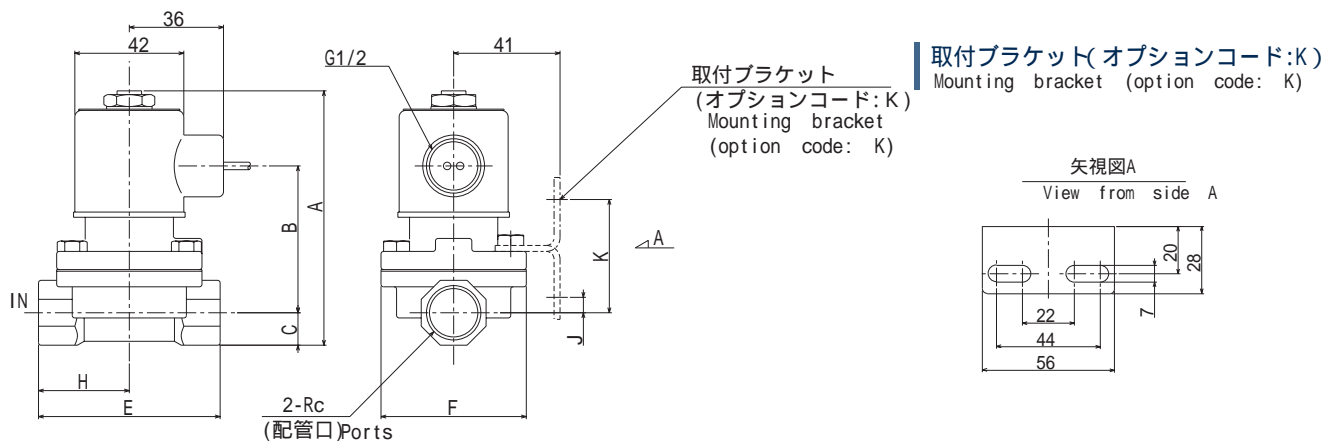 36
42
A
B
C
IN
H
E
G1/2
41
K
J
A
F
2-Rc
(配管口)Ports
取付ブラケット
(オプションコード:K)
Mounting bracket
(option code: K)
取付ブラケット(オプションコード:K)
Mounting bracket (option code: K)
矢視図A
View from side A
20
28
7
22
44
56